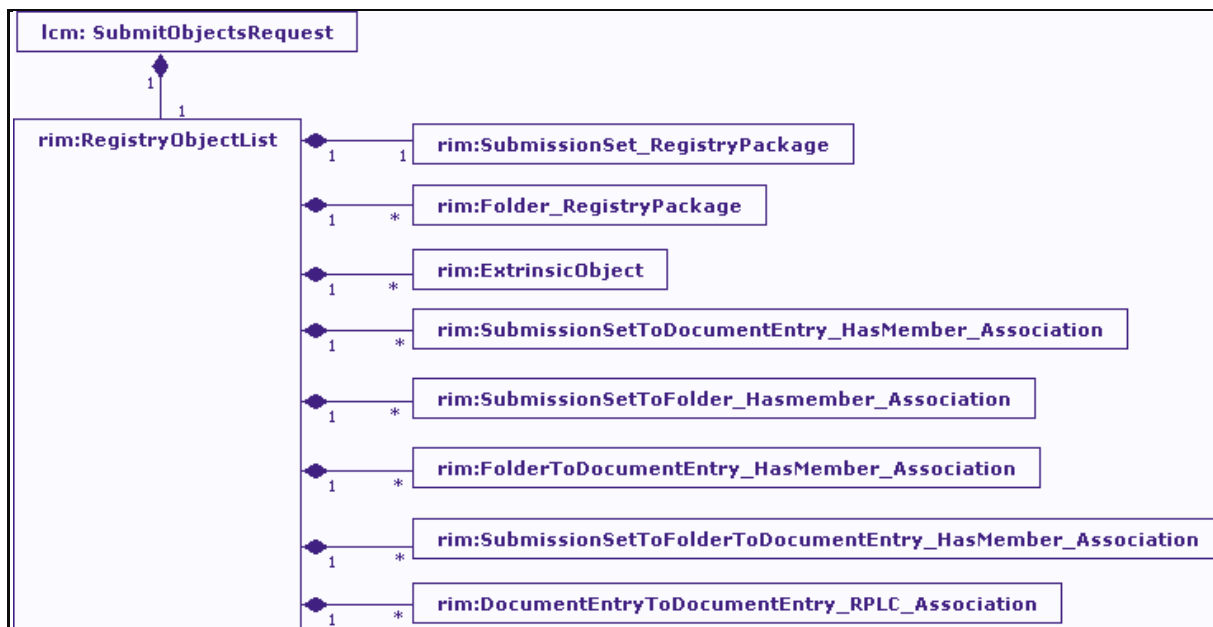 lcm: SubmitObjectsRequest
1
1
rim:RegistryObjectList
1
1
rim:SubmissionSet_RegistryPackage
1
*
rim:Folder_RegistryPackage
1
*
rim:ExtrinsicObject
1
*
rim:SubmissionSetToDocumentEntry_HasMember_Association
1
*
rim:SubmissionSetToFolder_Hasmember_Association
1
*
rim:FolderToDocumentEntry_HasMember_Association
1
*
rim:SubmissionSetToFolderToDocumentEntry_HasMember_Association
1
*
rim:DocumentEntryToDocumentEntry_RPLC_Association